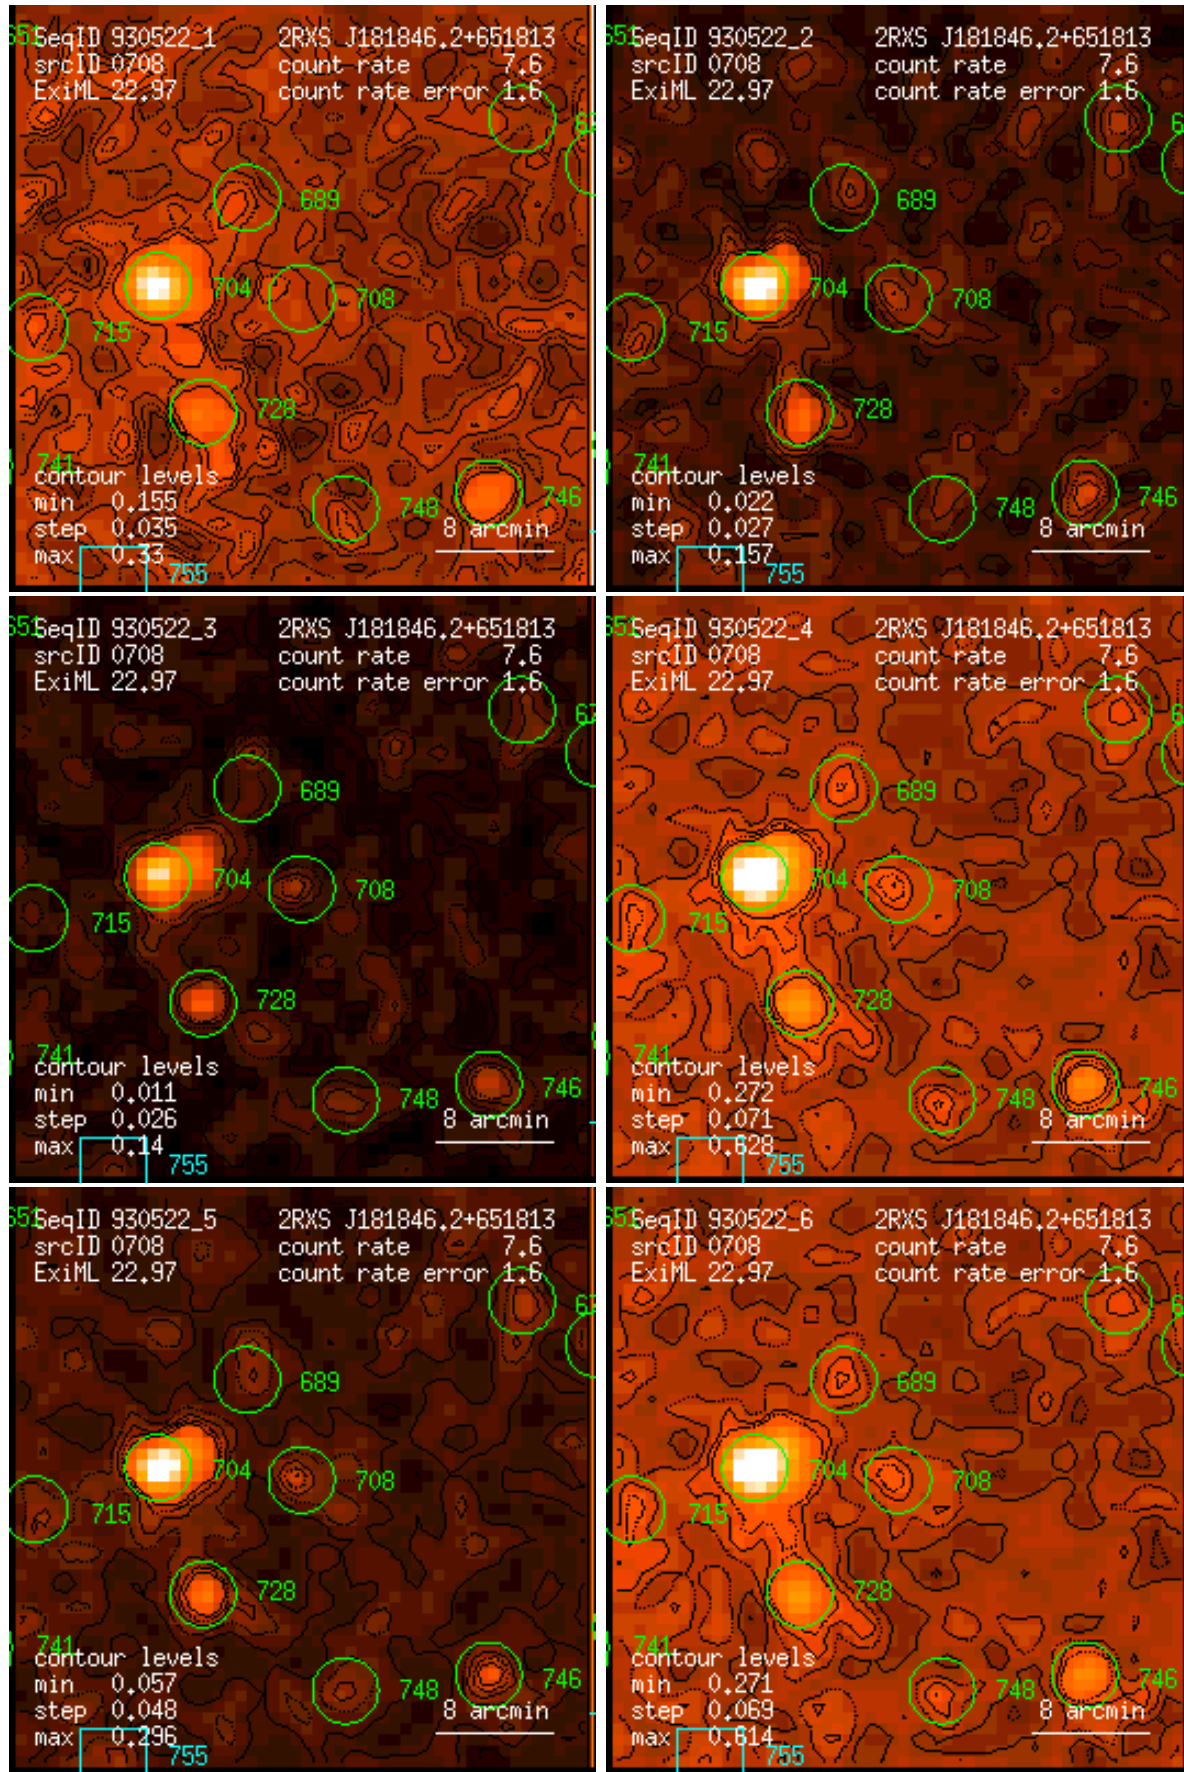 651 SeqID 930522_1 2RXS J181846.2+651813
srcID 0708 count rate 7.6
ExiML 22.97 count rate error 1.6
689
704
708
715
728
741
contour levels
min 0.155
748 746
step 0.035 8 arcmin
max 0.33
755
651 SeqID 930522_2 2RXS J181846.2+651813
srcID 0708 count rate 7.6
ExiML 22.97 count rate error 1.6
689
704
708
715
728
741
contour levels
min 0.022
748 746
step 0.027 8 arcmin
max 0.157
755
651 SeqID 930522_3 2RXS J181846.2+651813
srcID 0708 count rate 7.6
ExiML 22.97 count rate error 1.6
689
704
708
715
728
741
contour levels
min 0.011
748 746
step 0.026 8 arcmin
max 0.14
755
651 SeqID 930522_4 2RXS J181846.2+651813
srcID 0708 count rate 7.6
ExiML 22.97 count rate error 1.6
689
704
708
715
728
741
contour levels
min 0.272
748 746
step 0.071 8 arcmin
max 0.628
755
651 SeqID 930522_5 2RXS J181846.2+651813
srcID 0708 count rate 7.6
ExiML 22.97 count rate error 1.6
689
704
708
715
728
741
contour levels
min 0.057
748 746
step 0.048 8 arcmin
max 0.296
755
651 SeqID 930522_6 2RXS J181846.2+651813
srcID 0708 count rate 7.6
ExiML 22.97 count rate error 1.6
689
704
708
715
728
741
contour levels
min 0.271
748 746
step 0.069 8 arcmin
max 0.614
755